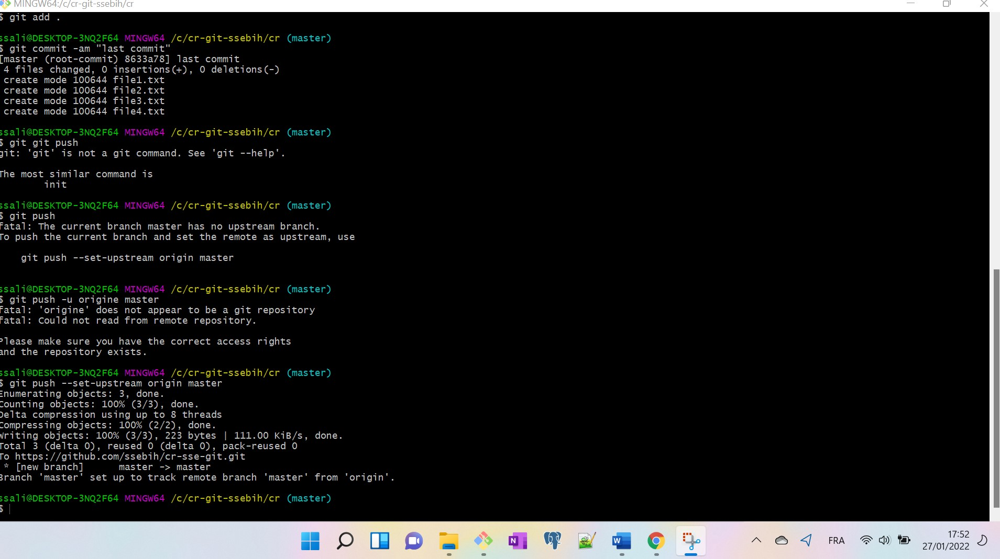 MINGW64:/c/cr-git-ssebih/cr
$ git add .
ssali@DESKTOP-3NQ2F64 MINGW64 /c/cr-git-ssebih/cr (master)
$ git commit -am "last commit"
[master (root-commit) 8633a78] last commit
4 files changed, 0 insertions(+), 0 deletions(-)
create mode 100644 file1.txt
create mode 100644 file2.txt
create mode 100644 file3.txt
create mode 100644 file4.txt
ssali@DESKTOP-3NQ2F64 MINGW64 /c/cr-git-ssebih/cr (master)
$ git git push
git: 'git' is not a git command. See 'git --help'.
The most similar command is
init
ssali@DESKTOP-3NQ2F64 MINGW64 /c/cr-git-ssebih/cr (master)
$ git push
fatal: The current branch master has no upstream branch.
To push the current branch and set the remote as upstream, use
git push --set-upstream origin master
ssali@DESKTOP-3NQ2F64 MINGW64 /c/cr-git-ssebih/cr (master)
$ git push -u origine master
fatal: 'origine' does not appear to be a git repository
fatal: Could not read from remote repository.
Please make sure you have the correct access rights
and the repository exists.
ssali@DESKTOP-3NQ2F64 MINGW64 /c/cr-git-ssebih/cr (master)
$ git push --set-upstream origin master
Enumerating objects: 3, done.
Counting objects: 100% (3/3), done.
Delta compression using up to 8 threads
Compressing objects: 100% (2/2), done.
Writing objects: 100% (3/3), 223 bytes | 111.00 KiB/s, done.
Total 3 (delta 0), reused 0 (delta 0), pack-reused 0
To https://github.com/ssebih/cr-sse-git.git
* [new branch] master -> master
Branch 'master' set up to track remote branch 'master' from 'origin'.
ssali@DESKTOP-3NQ2F64 MINGW64 /c/cr-git-ssebih/cr (master)
$
N
W
FRA
17:52
27/01/2022